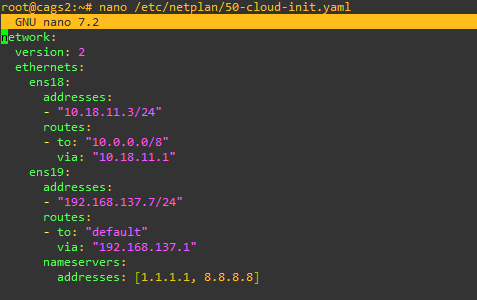 root@cags2:~# nano /etc/netplan/50-cloud-init.yaml
  GNU nano 7.2
network:
  version: 2
  ethernets:
    ens18:
      addresses:
      - "10.18.11.3/24"
      routes:
      - to: "10.0.0.0/8"
        via: "10.18.11.1"
    ens19:
      addresses:
      - "192.168.137.7/24"
      routes:
      - to: "default"
        via: "192.168.137.1"
      nameservers:
        addresses: [1.1.1.1, 8.8.8.8]